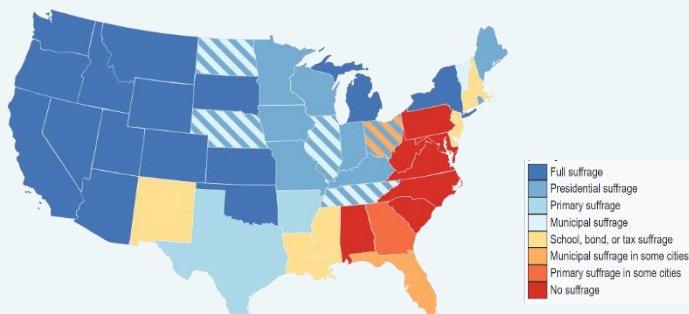 Full suffrage
Presidential suffrage
Primary suffrage
Municipal suffrage
School, bond, or tax suffrage
Municipal suffrage in some cities
Primary suffrage in some cities
No suffrage